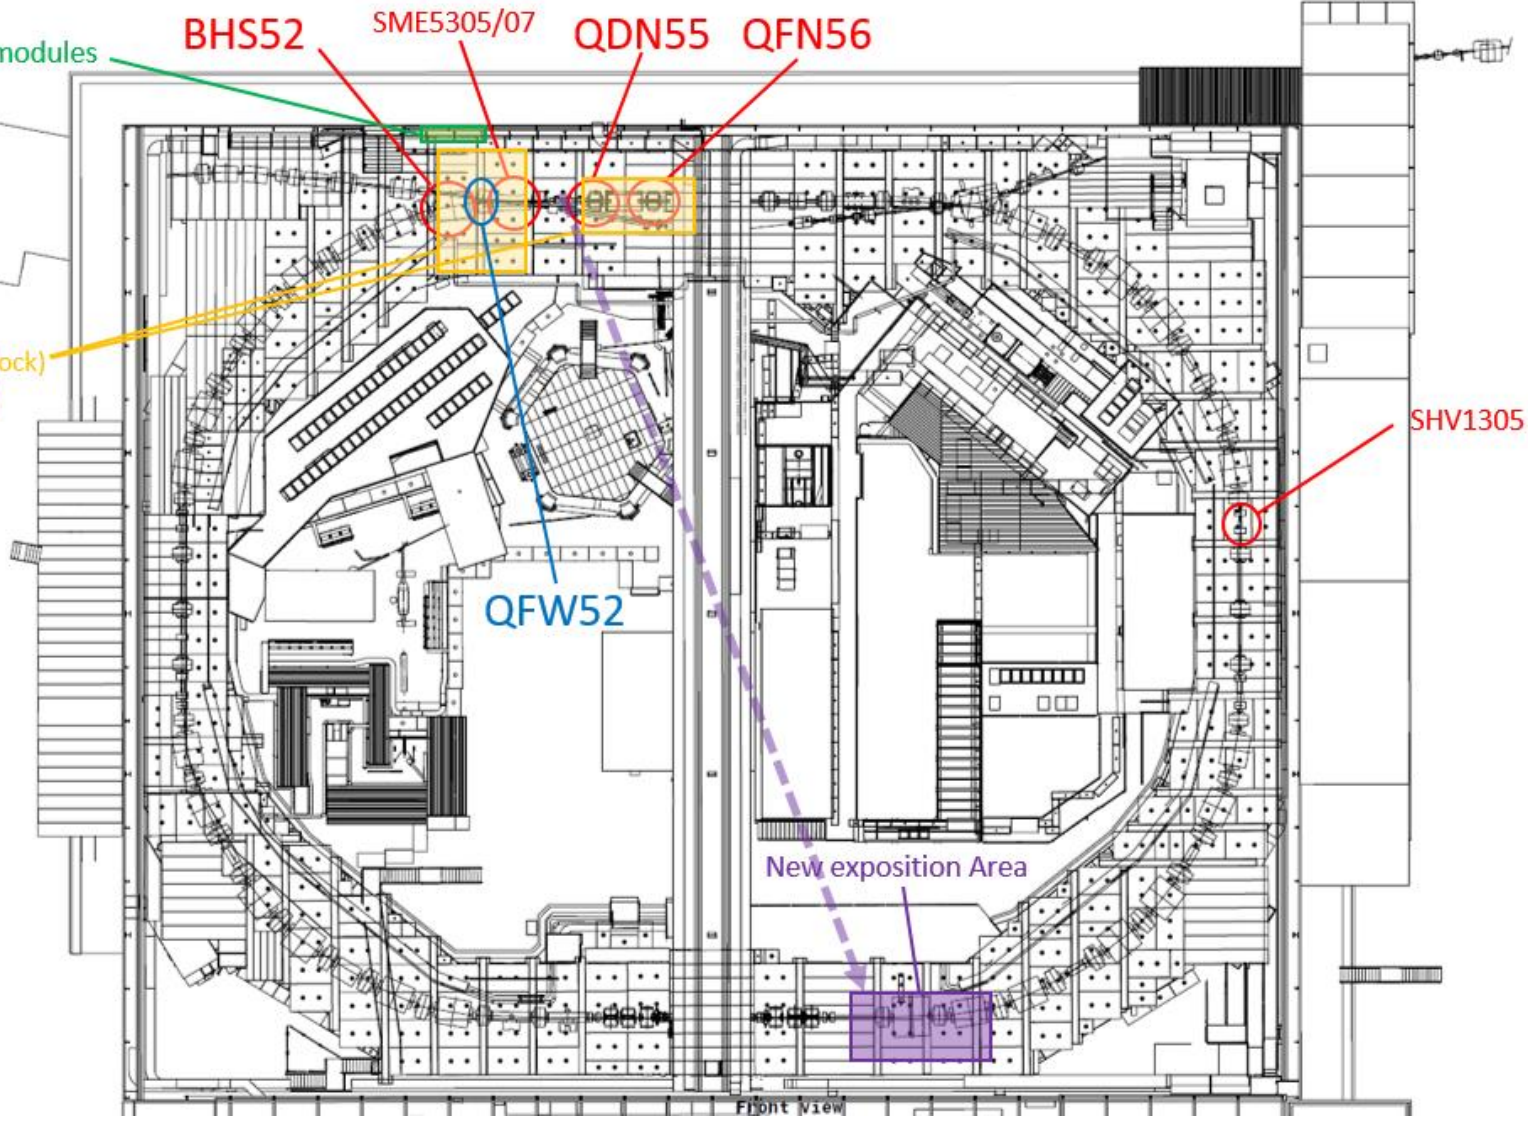 BHS52
SME5305/07
QDN55
QFN56
modules
ock)
SHV1305
QFW52
New exposition Area
Front view